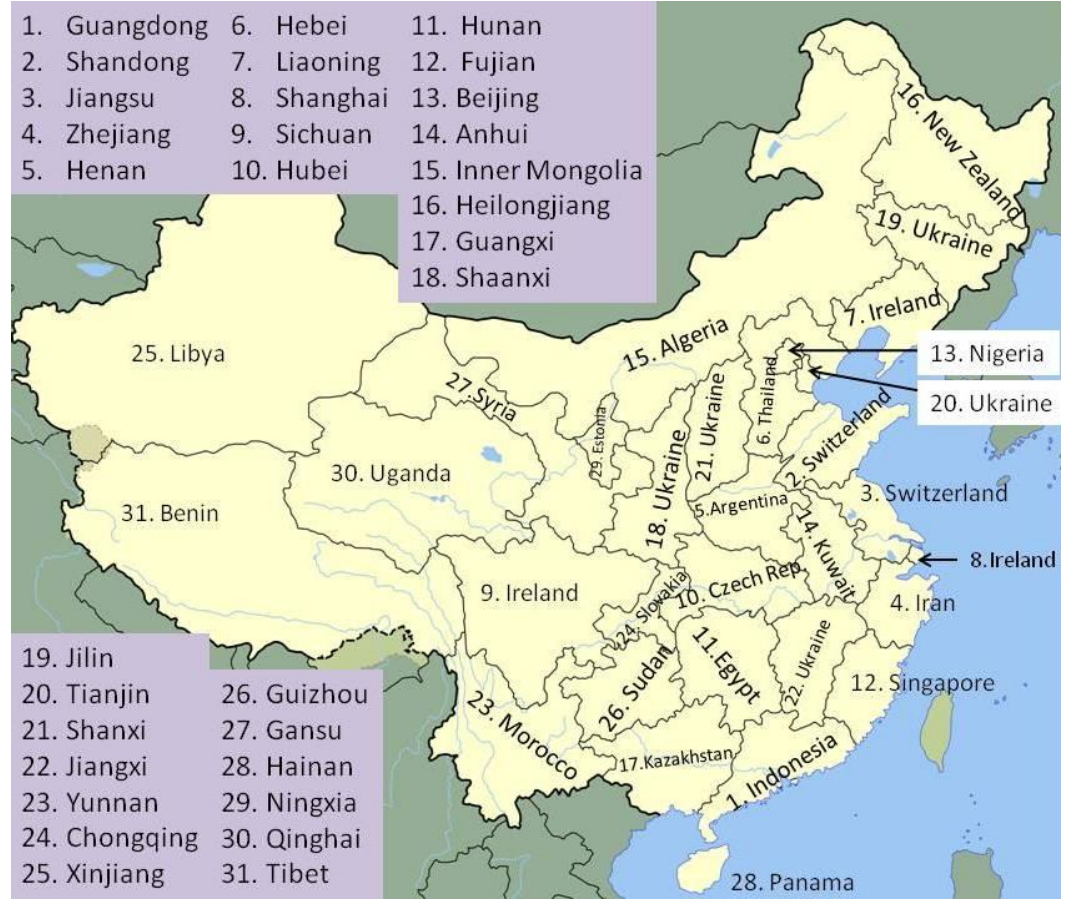 1. Guangdong
2. Shandong
3. Jiangsu
4. Zhejiang
5. Henan
6. Hebei
7. Liaoning
8. Shanghai
9. Sichuan
10. Hubei
11. Hunan
12. Fujian
13. Beijing
14. Anhui
15. Inner Mongolia
16. Heilongjiang
17. Guangxi
18. Shaanxi
16. New Zealand
19. Ukraine
7. Ireland
15. Algeria
25. Libya
13. Nigeria
20. Ukraine
27. Syria
6. Thailand
21. Ukraine
29. Estonia
2. Switzerland
30. Uganda
18. Ukraine
3. Switzerland
31. Benin
5.Argentina
14. Kuwait
8.Ireland
9. Ireland
10. Czech Rep.
24. Slovakia
4. Iran
11. Egypt
22. Ukraine
26. Sudan
12. Singapore
23. Morocco
17.Kazakhstan
1. Indonesia
28. Panama
19. Jilin
20. Tianjin
21. Shanxi
22. Jiangxi
23. Yunnan
24. Chongqing
25. Xinjiang
26. Guizhou
27. Gansu
28. Hainan
29. Ningxia
30. Qinghai
31. Tibet